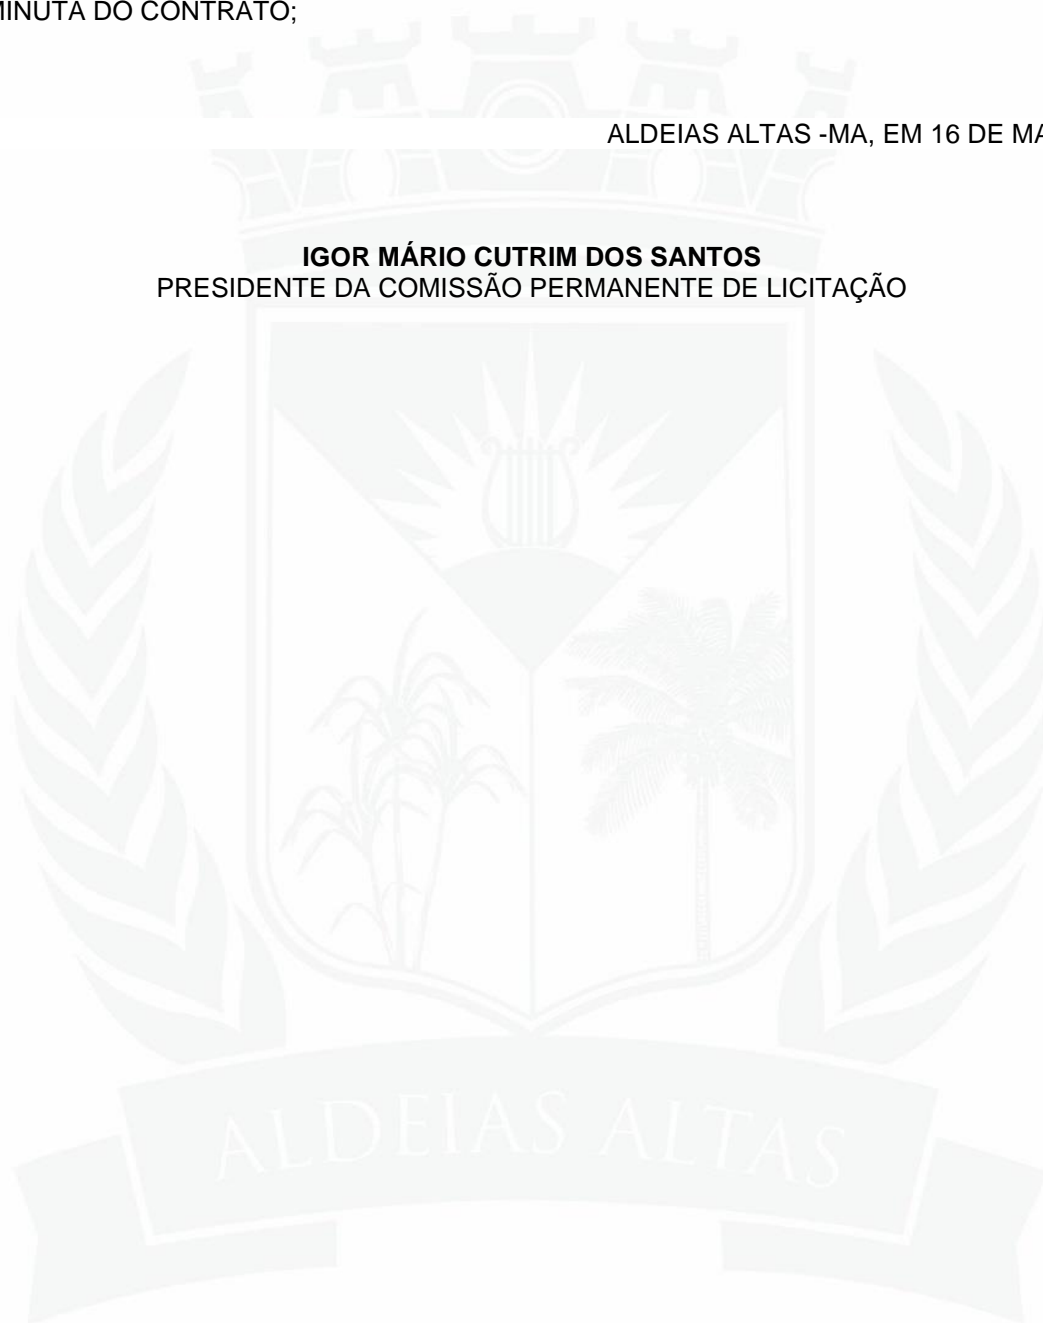 MINUTA DO CONTRATO;
ALDEIAS ALTAS -MA, EM 16 DE MA
IGOR MÁRIO CUTRIM DOS SANTOS
PRESIDENTE DA COMISSÃO PERMANENTE DE LICITAÇÃO
ALDEIAS ALTAS